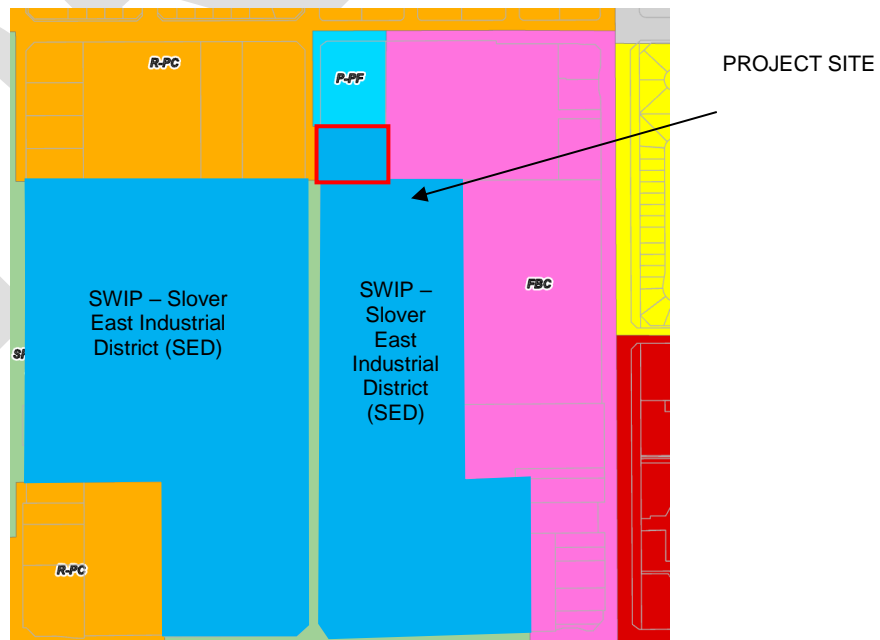 R-PC
P-PF
PROJECT SITE
SWIP – Slover
East Industrial
District (SED)
SWIP –
Slover
East
Industrial
District
(SED)
FBC
R-PC